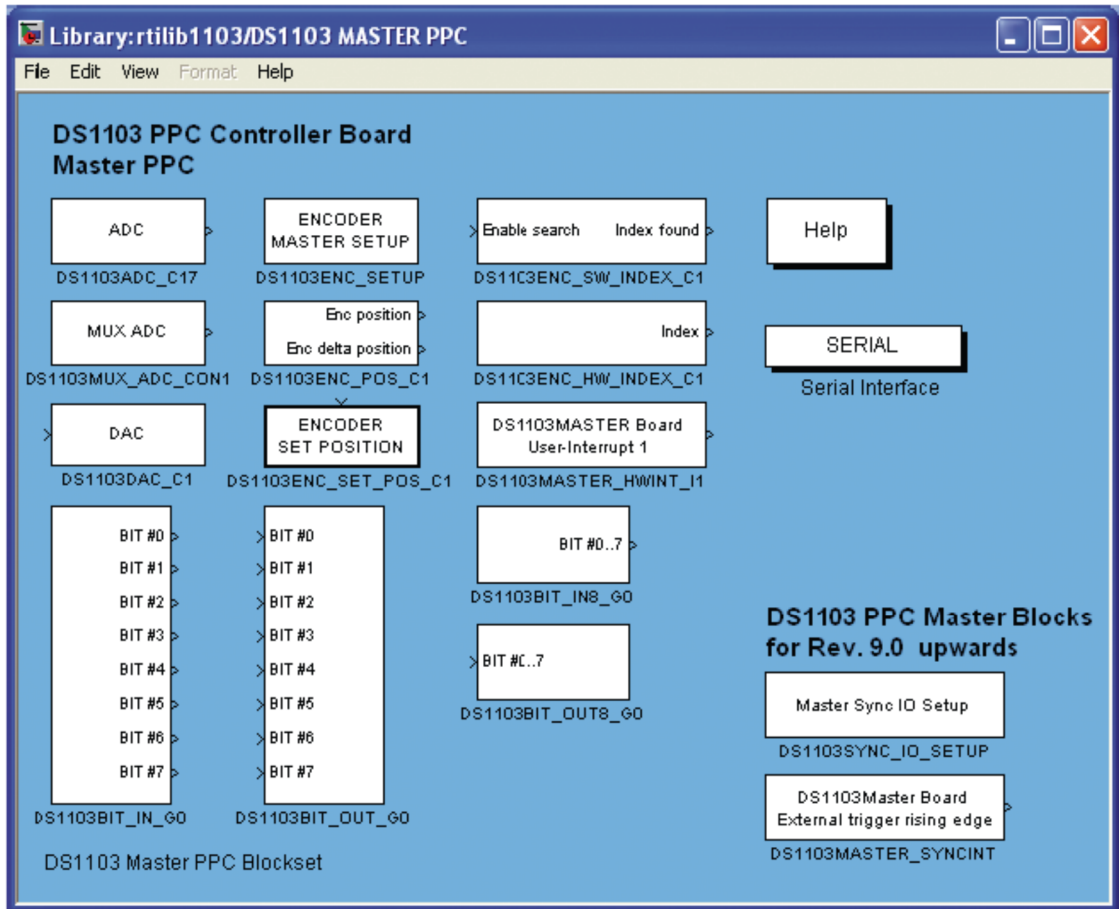 Library:rtilib1103/DS1103 MASTER PPC
File Edit View Format Help
DS1103 PPC Controller Board
Master PPC
ADC
DS1103ADC_C17
ENCODER
MASTER SETUP
DS1103ENC_SETUP
Enable search Index found
DS1103ENC_SW_INDEX_C1
Help
MUX ADC
DS1103MUX_ADC_CON1
Enc position
Enc delta position
DS1103ENC_POS_C1
Index
DS1103ENC_HW_INDEX_C1
SERIAL
Serial Interface
DAC
DS1103DAC_C1
ENCODER
SET POSITION
DS1103ENC_SET_POS_C1
DS1103MASTER Board
User-Interrupt 1
DS1103MASTER_HWINT_I1
BIT #0
BIT #1
BIT #2
BIT #3
BIT #4
BIT #5
BIT #6
BIT #7
DS1103BIT_IN_G0
BIT #0
BIT #1
BIT #2
BIT #3
BIT #4
BIT #5
BIT #6
BIT #7
DS1103BIT_OUT_G0
BIT #0..7
DS1103BIT_IN8_G0
BIT #0..7
DS1103BIT_OUT8_G0
DS1103 PPC Master Blocks
for Rev. 9.0 upwards
Master Sync IO Setup
DS1103SYNC_IO_SETUP
DS1103Master Board
External trigger rising edge
DS1103MASTER_SYNCINT
DS1103 Master PPC Blockset